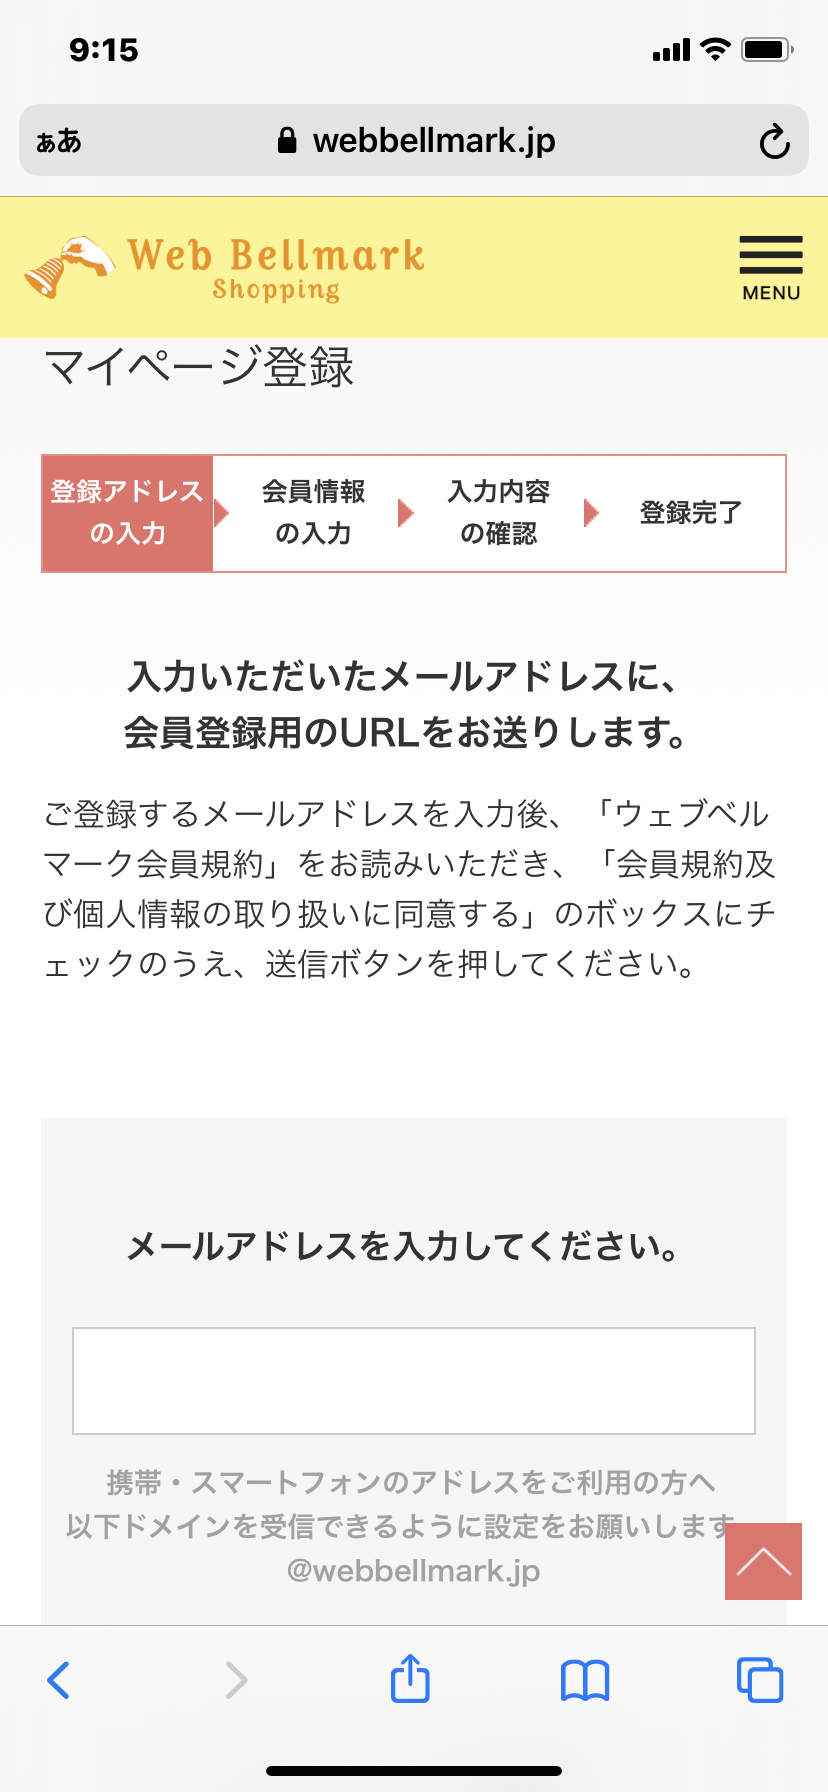 9:15
ぁあ
webbellmark.jp
Web Bellmark
Shopping
MENU
マイページ登録
登録アドレス
の入力
会員情報
の入力
入力内容
の確認
登録完了
入力いただいたメールアドレスに、
会員登録用のURLをお送りします。
ご登録するメールアドレスを入力後、「ウェブベル
マーク会員規約」をお読みいただき、「会員規約及
び個人情報の取り扱いに同意する」のボックスにチ
ェックのうえ、送信ボタンを押してください。
メールアドレスを入力してください。
携帯・スマートフォンのアドレスをご利用の方へ
以下ドメインを受信できるように設定をお願いします
@webbellmark.jp